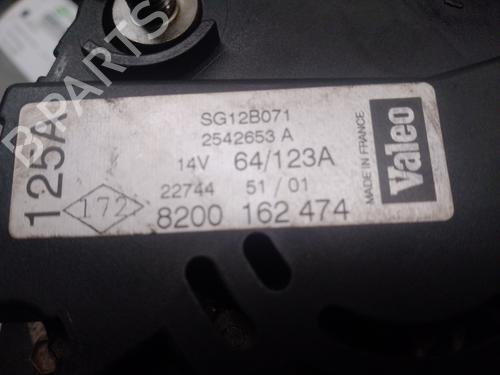 B-PARTS
125A
172
SG12B071
2542653 A
14V 64/123A
22744 51/01
8200 162 474
MADE IN FRANCE
Valeo